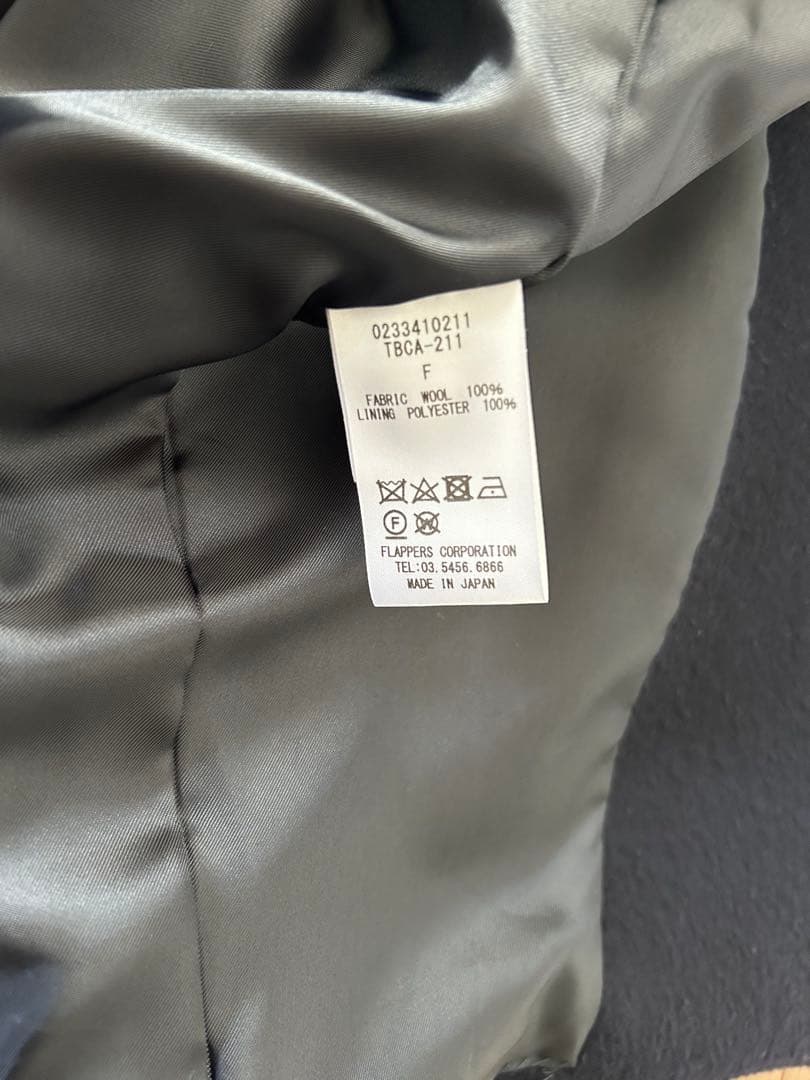 0233410211
TBCA-211
F
FABRIC WOOL 100%
LINING POLYESTER 100%
F W
FLAPPERS CORPORATION
TEL:03.5456.6866
MADE IN JAPAN